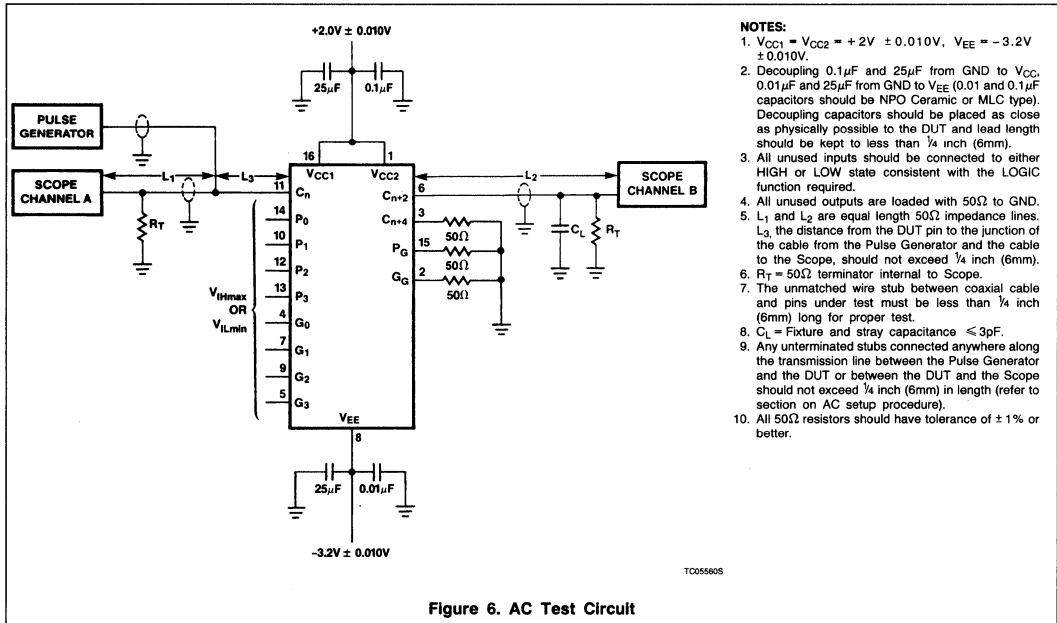 +2.0V ± 0.010V
25μF
0.1μF
PULSE
GENERATOR
16
1
L₁
L₃
VCC1
VCC2
L₂
SCOPE
CHANNEL A
11
Cn
6
Cn+2
SCOPE
CHANNEL B
RT
14
P0
3
Cn+4
50Ω
CL
RT
10
P1
15
PG
50Ω
12
P2
2
GG
50Ω
13
P3
VIHmax
OR
VILmin
4
G0
7
G1
9
G2
5
G3
VEE
8
25μF
0.01μF
–3.2V ± 0.010V
NOTES:
1. VCC1 = VCC2 = +2V ±0.010V, VEE = –3.2V
±0.010V.
2. Decoupling 0.1μF and 25μF from GND to VCC,
0.01μF and 25μF from GND to VEE (0.01 and 0.1μF
capacitors should be NPO Ceramic or MLC type).
Decoupling capacitors should be placed as close
as physically possible to the DUT and lead length
should be kept to less than ¼ inch (6mm).
3. All unused inputs should be connected to either
HIGH or LOW state consistent with the LOGIC
function required.
4. All unused outputs are loaded with 50Ω to GND.
5. L₁ and L₂ are equal length 50Ω impedance lines.
L₃, the distance from the DUT pin to the junction of
the cable from the Pulse Generator and the cable
to the Scope, should not exceed ¼ inch (6mm).
6. RT = 50Ω terminator internal to Scope.
7. The unmatched wire stub between coaxial cable
and pins under test must be less than ¼ inch
(6mm) long for proper test.
8. CL = Fixture and stray capacitance ≤ 3pF.
9. Any unterminated stubs connected anywhere along
the transmission line between the Pulse Generator
and the DUT or between the DUT and the Scope
should not exceed ¼ inch (6mm) in length (refer to
section on AC setup procedure).
10. All 50Ω resistors should have tolerance of ±1% or
better.
TC05560S
Figure 6. AC Test Circuit